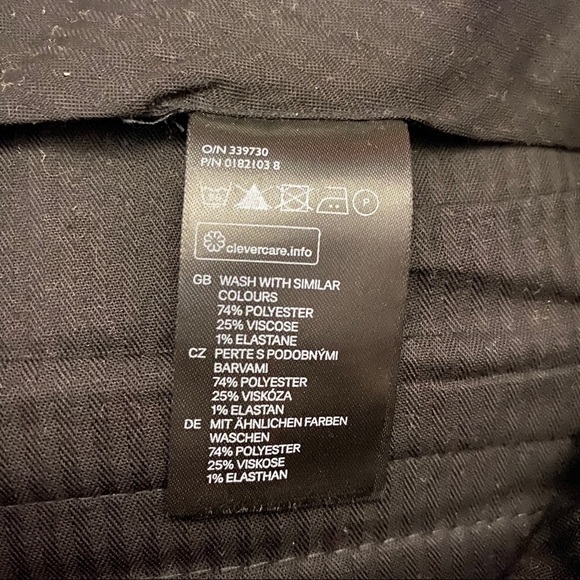 O/N 339730
P/N 0182103 8
P
clevercare.info
GB WASH WITH SIMILAR
COLOURS
74% POLYESTER
25% VISCOSE
1% ELASTANE
CZ PERTE S PODOBNÝMI
BARVAMI
74% POLYESTER
25% VISKÓZA
1% ELASTAN
DE MIT ÄHNLICHEN FARBEN
WASCHEN
74% POLYESTER
25% VISKOSE
1% ELASTHAN